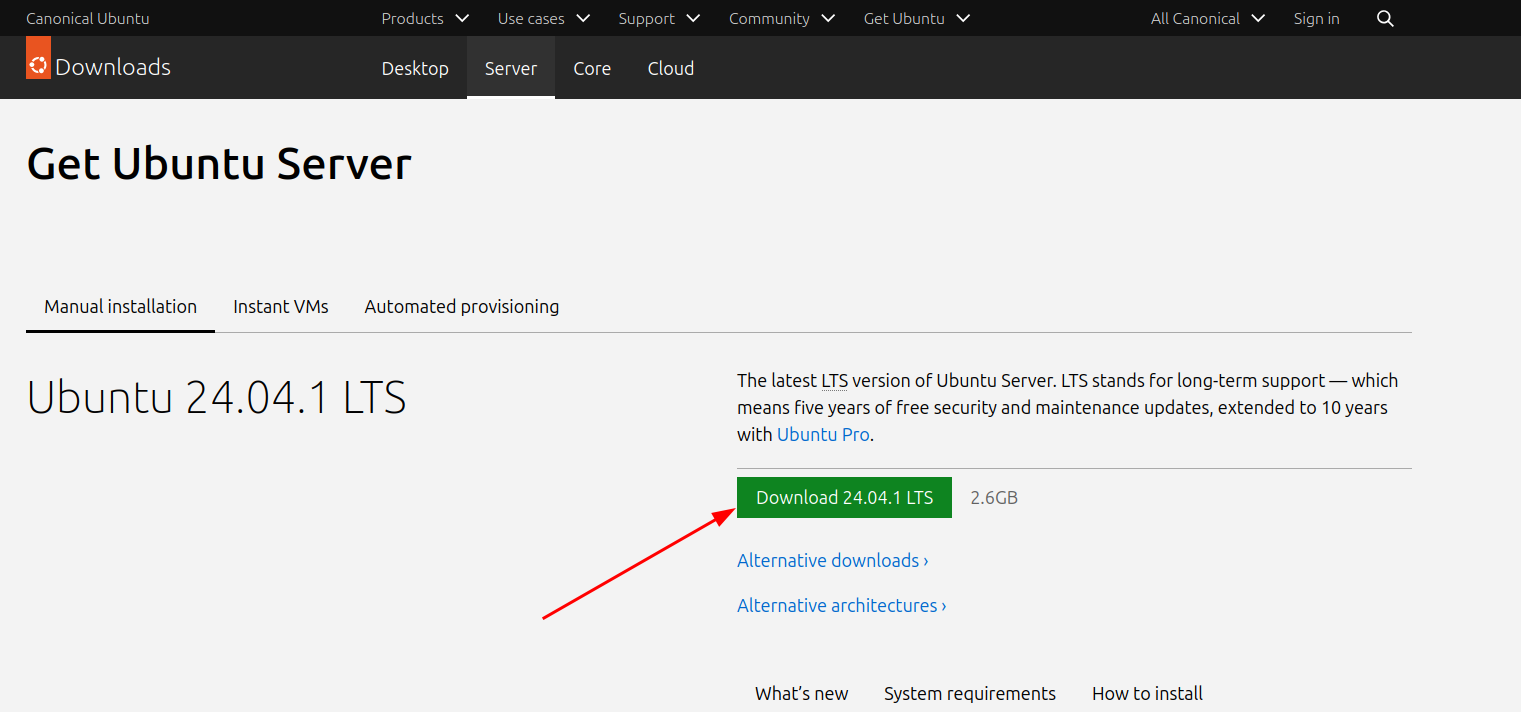 Canonical Ubuntu Products Use cases Support Community Get Ubuntu All Canonical Sign in
Downloads Desktop Server Core Cloud
Get Ubuntu Server
Manual installation Instant VMs Automated provisioning
Ubuntu 24.04.1 LTS
The latest LTS version of Ubuntu Server. LTS stands for long-term support — which
means five years of free security and maintenance updates, extended to 10 years
with Ubuntu Pro.
Download 24.04.1 LTS 2.6GB
Alternative downloads ›
Alternative architectures ›
What's new System requirements How to install